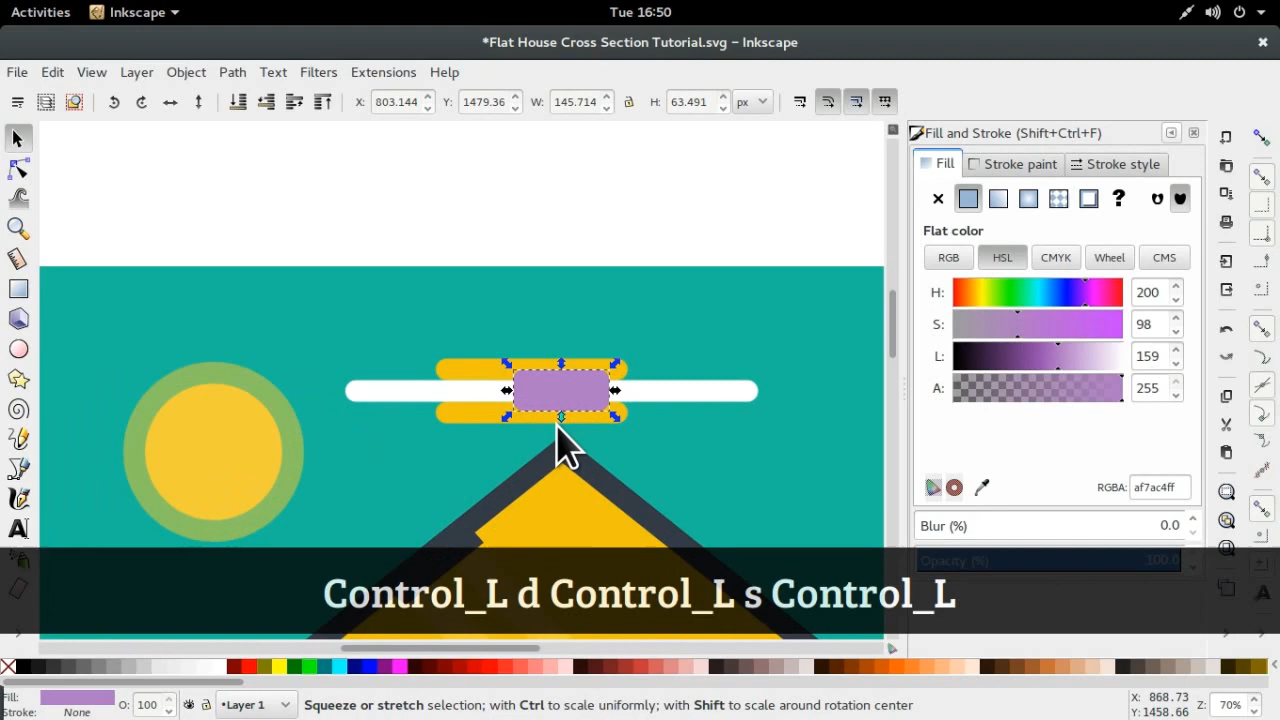 Activities Inkscape Tue 16:50
*Flat House Cross Section Tutorial.svg – Inkscape
File Edit View Layer Object Path Text Filters Extensions Help
X: 803.144 Y: 1479.36 W: 145.714 H: 63.491 px
Fill and Stroke (Shift+Ctrl+F)
Fill Stroke paint Stroke style
?
Flat color
RGB HSL CMYK Wheel CMS
H: 200
S: 98
L: 159
A: 255
RGBA: af7ac4ff
Blur (%) 0.0
Opacity (%) 100.0
Control_L d Control_L s Control_L
Fill:
Stroke: None
O: 100
Layer 1
Squeeze or stretch selection; with Ctrl to scale uniformly; with Shift to scale around rotation center
X: 868.73
Y: 1458.66
Z: 70%